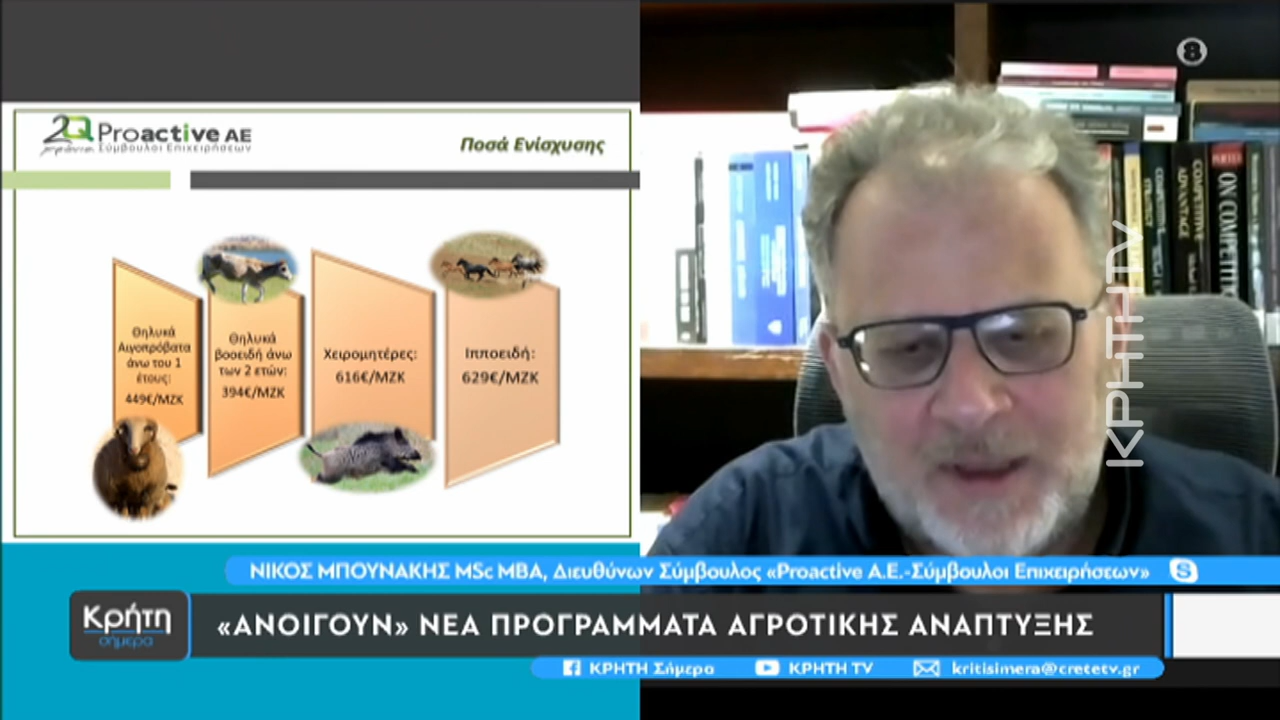 8
2Q Proactive AE
Σύμβουλοι Επιχειρήσεων
Ποσά Ενίσχυσης
Θηλυκά
Αιγοπρόβατα
άνω του 1
έτους:
449€/ΜΖΚ
Θηλυκά
βοοειδή άνω
των 2 ετών:
394€/ΜΖΚ
Χειρομητέρες:
616€/ΜΖΚ
Ιπποειδή:
629€/ΜΖΚ
COMPETITIVE
ADVANTAGE
ON COMPETITI
ΚΡΗΤΗ TV
ΝΙΚΟΣ ΜΠΟΥΝΑΚΗΣ MSc MBA, Διευθύνων Σύμβουλος «Proactive Α.Ε.-Σύμβουλοι Επιχειρήσεων»
Κρήτη
σήμερα
«ΑΝΟΙΓΟΥΝ» ΝΕΑ ΠΡΟΓΡΑΜΜΑΤΑ ΑΓΡΟΤΙΚΗΣ ΑΝΑΠΤΥΞΗΣ
ΚΡΗΤΗ Σήμερα ΚΡΗΤΗ TV kritisimera@cretetv.gr